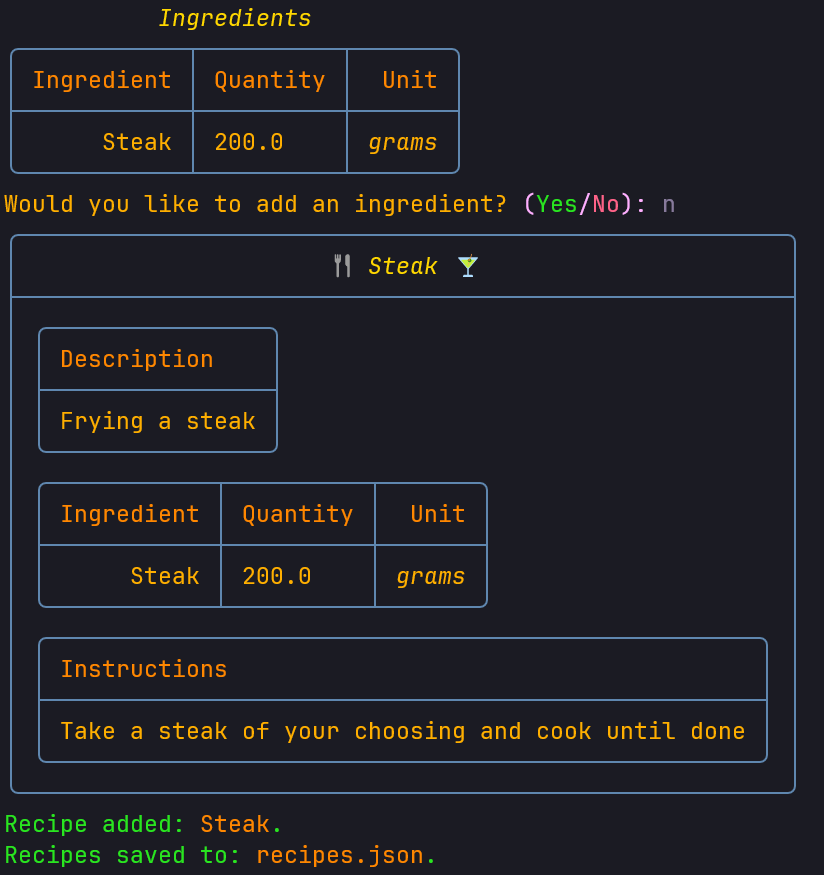 Ingredients
Ingredient Quantity Unit
Steak 200.0 grams
Would you like to add an ingredient? (Yes/No): n
🍴 Steak 🍸
Description
Frying a steak
Ingredient Quantity Unit
Steak 200.0 grams
Instructions
Take a steak of your choosing and cook until done
Recipe added: Steak.
Recipes saved to: recipes.json.